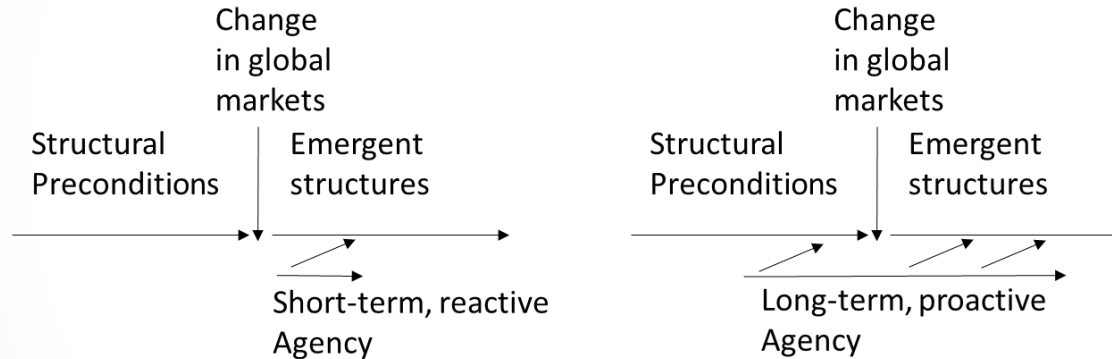 Change
in global
markets
Structural
Preconditions
Emergent
structures
Short-term, reactive
Agency
Change
in global
markets
Structural
Preconditions
Emergent
structures
Long-term, proactive
Agency